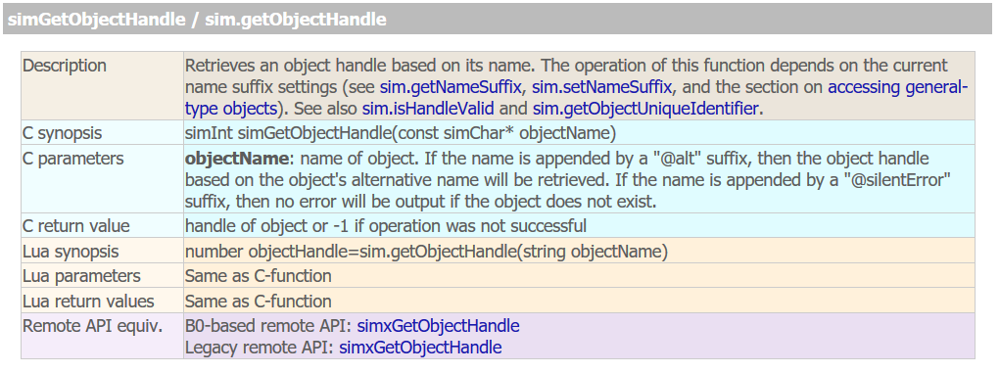 simGetObjectHandle / sim.getObjectHandle
Description
Retrieves an object handle based on its name. The operation of this function depends on the current
name suffix settings (see sim.getNameSuffix, sim.setNameSuffix, and the section on accessing general-
type objects). See also sim.isHandleValid and sim.getObjectUniqueIdentifier.
C synopsis
simInt simGetObjectHandle(const simChar* objectName)
C parameters
objectName: name of object. If the name is appended by a "@alt" suffix, then the object handle
based on the object's alternative name will be retrieved. If the name is appended by a "@silentError"
suffix, then no error will be output if the object does not exist.
C return value
handle of object or -1 if operation was not successful
Lua synopsis
number objectHandle=sim.getObjectHandle(string objectName)
Lua parameters
Same as C-function
Lua return values
Same as C-function
Remote API equiv.
B0-based remote API: simxGetObjectHandle
Legacy remote API: simxGetObjectHandle